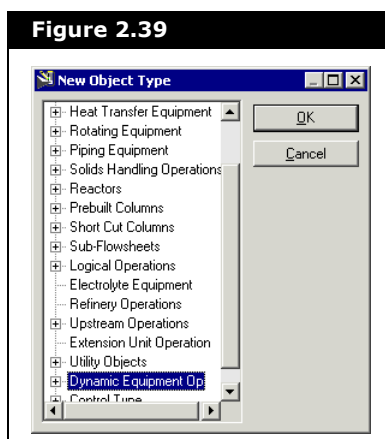 Figure 2.39
New Object Type
Heat Transfer Equipment
Rotating Equipment
Piping Equipment
Solids Handling Operations
Reactors
Prebuilt Columns
Short Cut Columns
Sub-Flowsheets
Logical Operations
Electrolyte Equipment
Refinery Operations
Upstream Operations
Extension Unit Operation
Utility Objects
Dynamic Equipment Op
Control Type
OK
Cancel